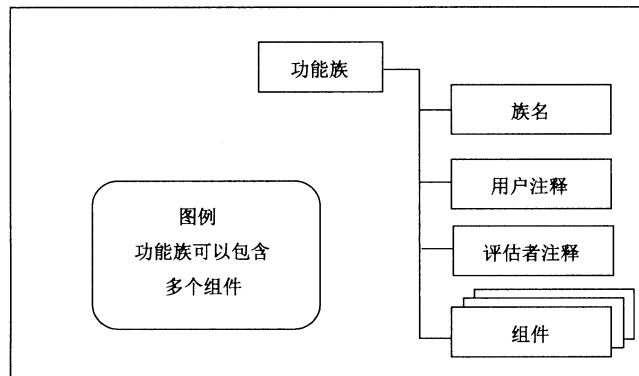 功能族
族名
用户注释
图例
功能族可以包含
多个组件
评估者注释
组件